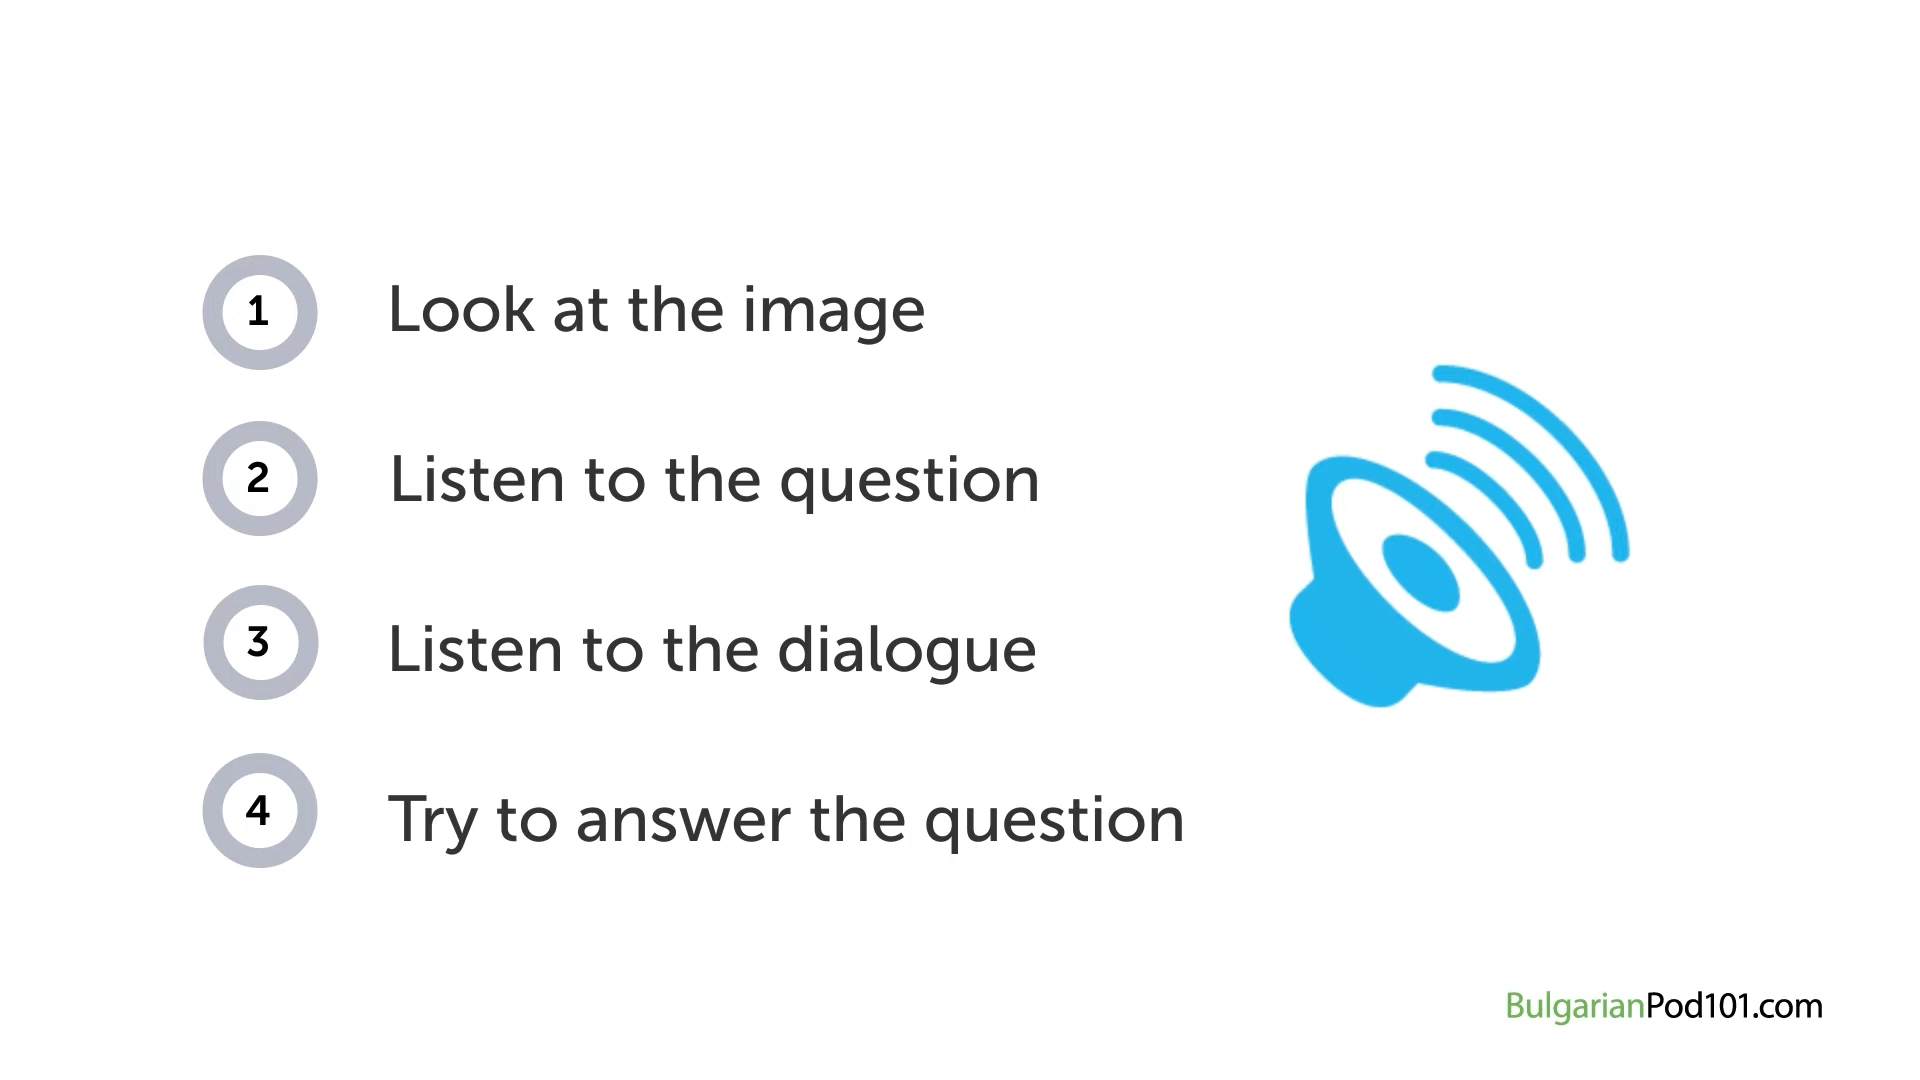 1 Look at the image
2 Listen to the question
3 Listen to the dialogue
4 Try to answer the question
BulgarianPod101.com